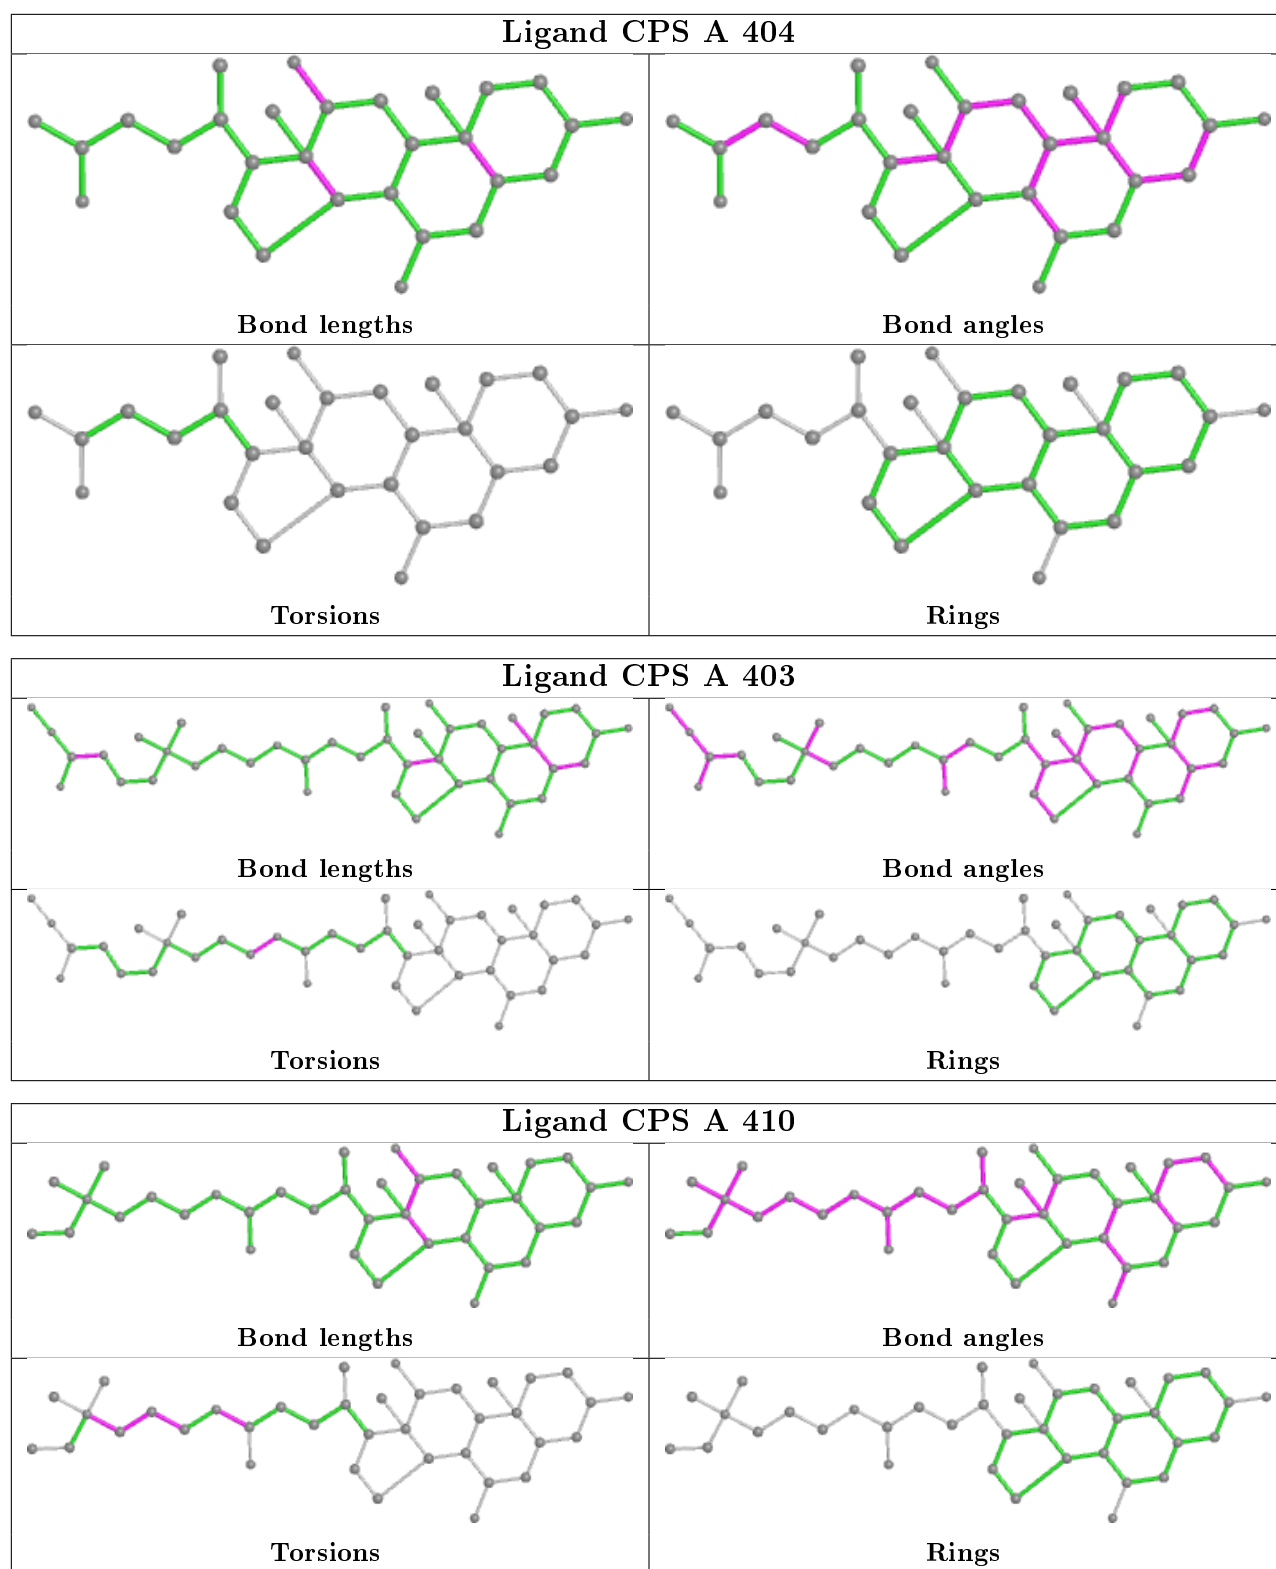 Ligand CPS A 404
Bond lengths
Bond angles
Torsions
Rings
Ligand CPS A 403
Bond lengths
Bond angles
Torsions
Rings
Ligand CPS A 410
Bond lengths
Bond angles
Torsions
Rings